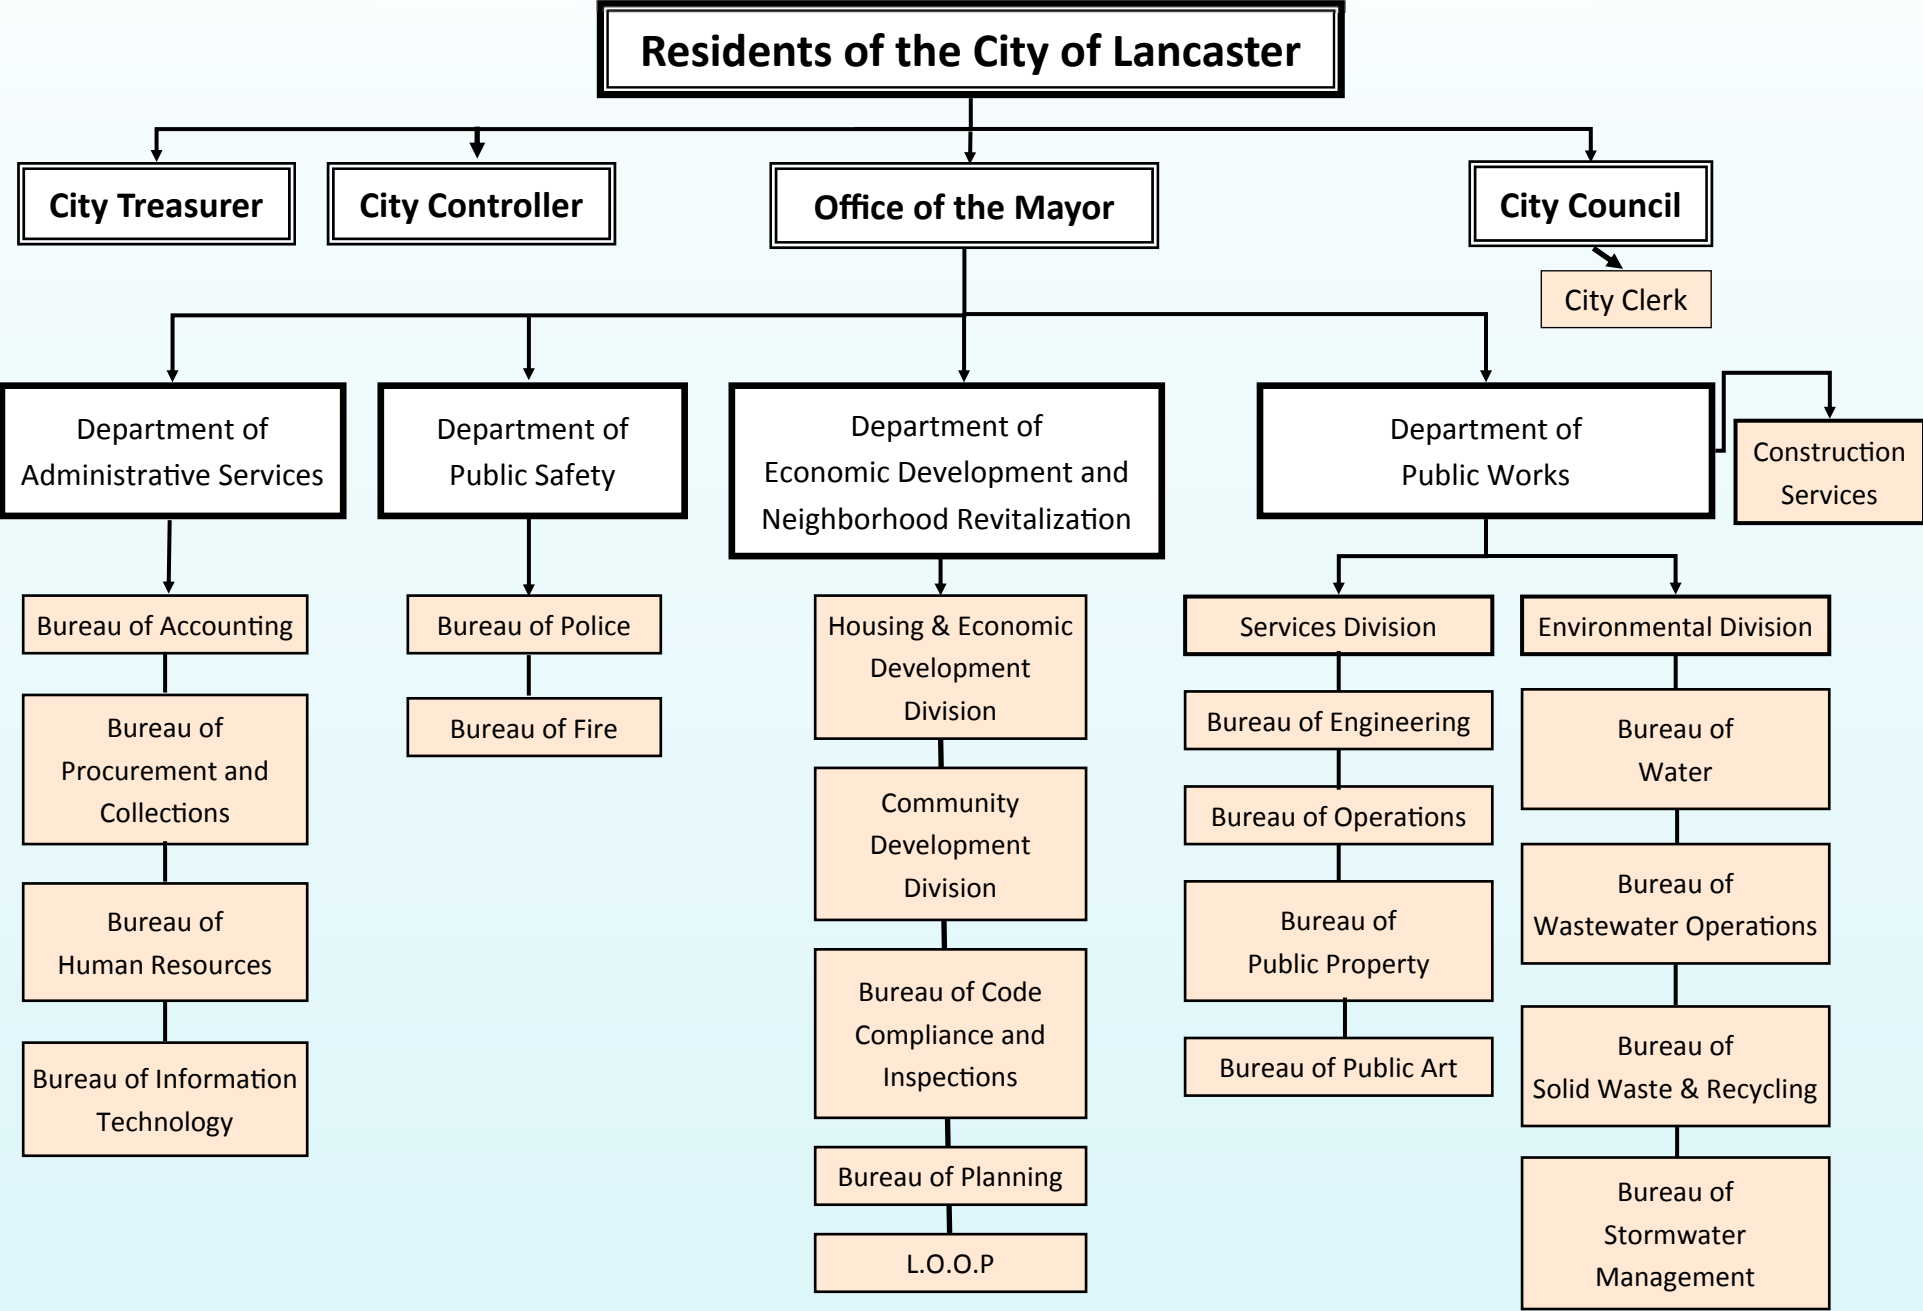 Residents of the City of Lancaster
City Treasurer
City Controller
Office of the Mayor
City Council
City Clerk
Department of
Administrative Services
Department of
Public Safety
Department of
Economic Development and
Neighborhood Revitalization
Department of
Public Works
Construction
Services
Bureau of Accounting
Bureau of
Procurement and
Collections
Bureau of
Human Resources
Bureau of Information
Technology
Bureau of Police
Bureau of Fire
Housing & Economic
Development
Division
Community
Development
Division
Bureau of Code
Compliance and
Inspections
Bureau of Planning
L.O.O.P
Services Division
Bureau of Engineering
Bureau of Operations
Bureau of
Public Property
Bureau of Public Art
Environmental Division
Bureau of
Water
Bureau of
Wastewater Operations
Bureau of
Solid Waste & Recycling
Bureau of
Stormwater
Management